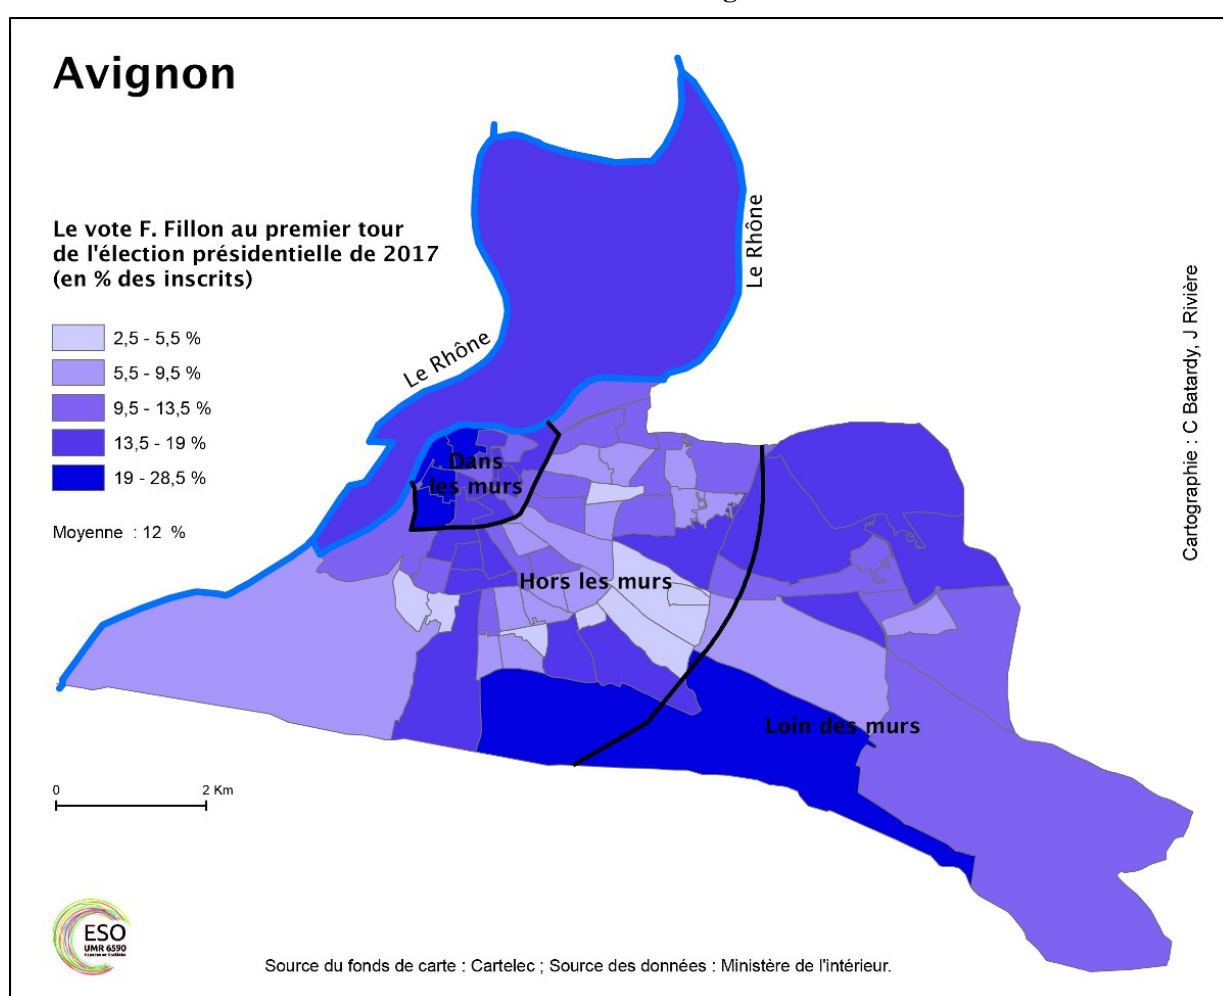 Avignon
Le vote F. Fillon au premier tour
de l'élection présidentielle de 2017
(en % des inscrits)
2,5 - 5,5 %
5,5 - 9,5 %
9,5 - 13,5 %
13,5 - 19 %
19 - 28,5 %
Moyenne : 12 %
Le Rhône
Le Rhône
Dans
les murs
Hors les murs
Loin des murs
Cartographie : C Batardy, J Rivière
0 2 Km
ESO
UMR 6590
Espaces et Sociétés
Source du fonds de carte : Cartelec ; Source des données : Ministère de l'intérieur.